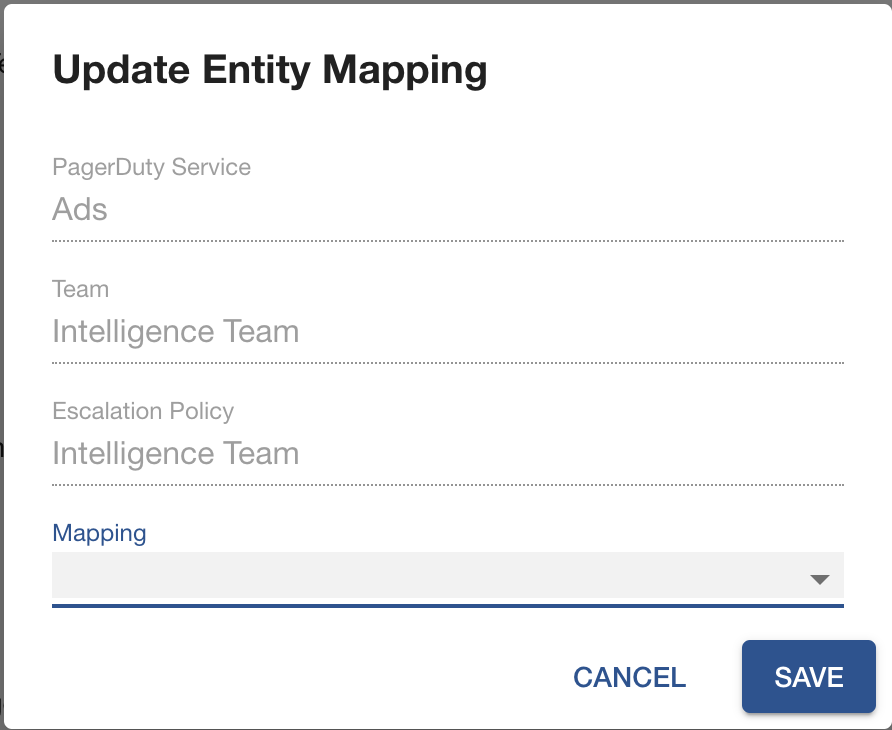 Update Entity Mapping
PagerDuty Service
Ads
Team
Intelligence Team
Escalation Policy
Intelligence Team
Mapping
CANCEL
SAVE